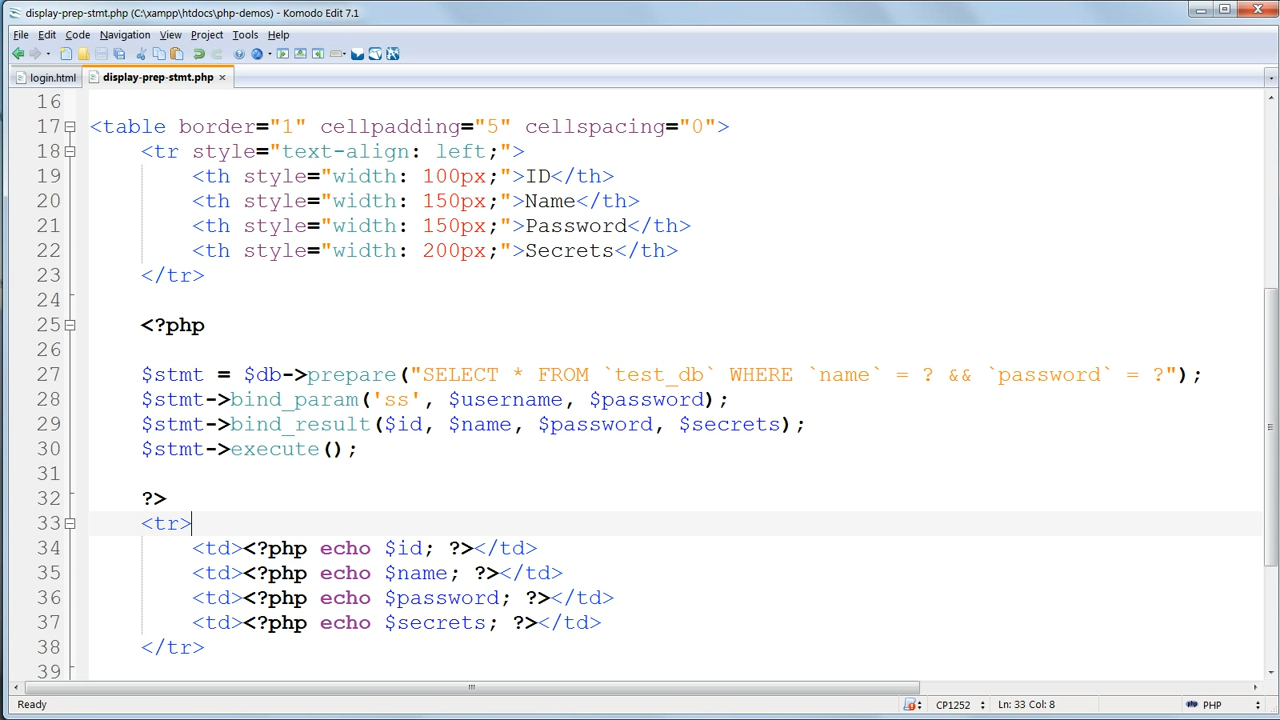 display-prep-stmt.php (C:\xampp\htdocs\php-demos) - Komodo Edit 7.1
File Edit Code Navigation View Project Tools Help
login.html display-prep-stmt.php
16
17 <table border="1" cellpadding="5" cellspacing="0">
18 <tr style="text-align: left;">
19 <th style="width: 100px;">ID</th>
20 <th style="width: 150px;">Name</th>
21 <th style="width: 150px;">Password</th>
22 <th style="width: 200px;">Secrets</th>
23 </tr>
24
25 <?php
26
27 $stmt = $db->prepare("SELECT * FROM `test_db` WHERE `name` = ? && `password` = ?");
28 $stmt->bind_param('ss', $username, $password);
29 $stmt->bind_result($id, $name, $password, $secrets);
30 $stmt->execute();
31
32 ?>
33 <tr>
34 <td><?php echo $id; ?></td>
35 <td><?php echo $name; ?></td>
36 <td><?php echo $password; ?></td>
37 <td><?php echo $secrets; ?></td>
38 </tr>
39
Ready CP1252 Ln: 33 Col: 8 PHP